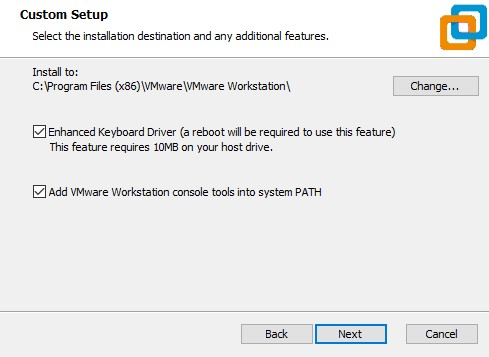 Custom Setup
Select the installation destination and any additional features.
Install to:
C:\Program Files (x86)\VMware\VMware Workstation\
Change...
Enhanced Keyboard Driver (a reboot will be required to use this feature)
This feature requires 10MB on your host drive.
Add VMware Workstation console tools into system PATH
Back
Next
Cancel